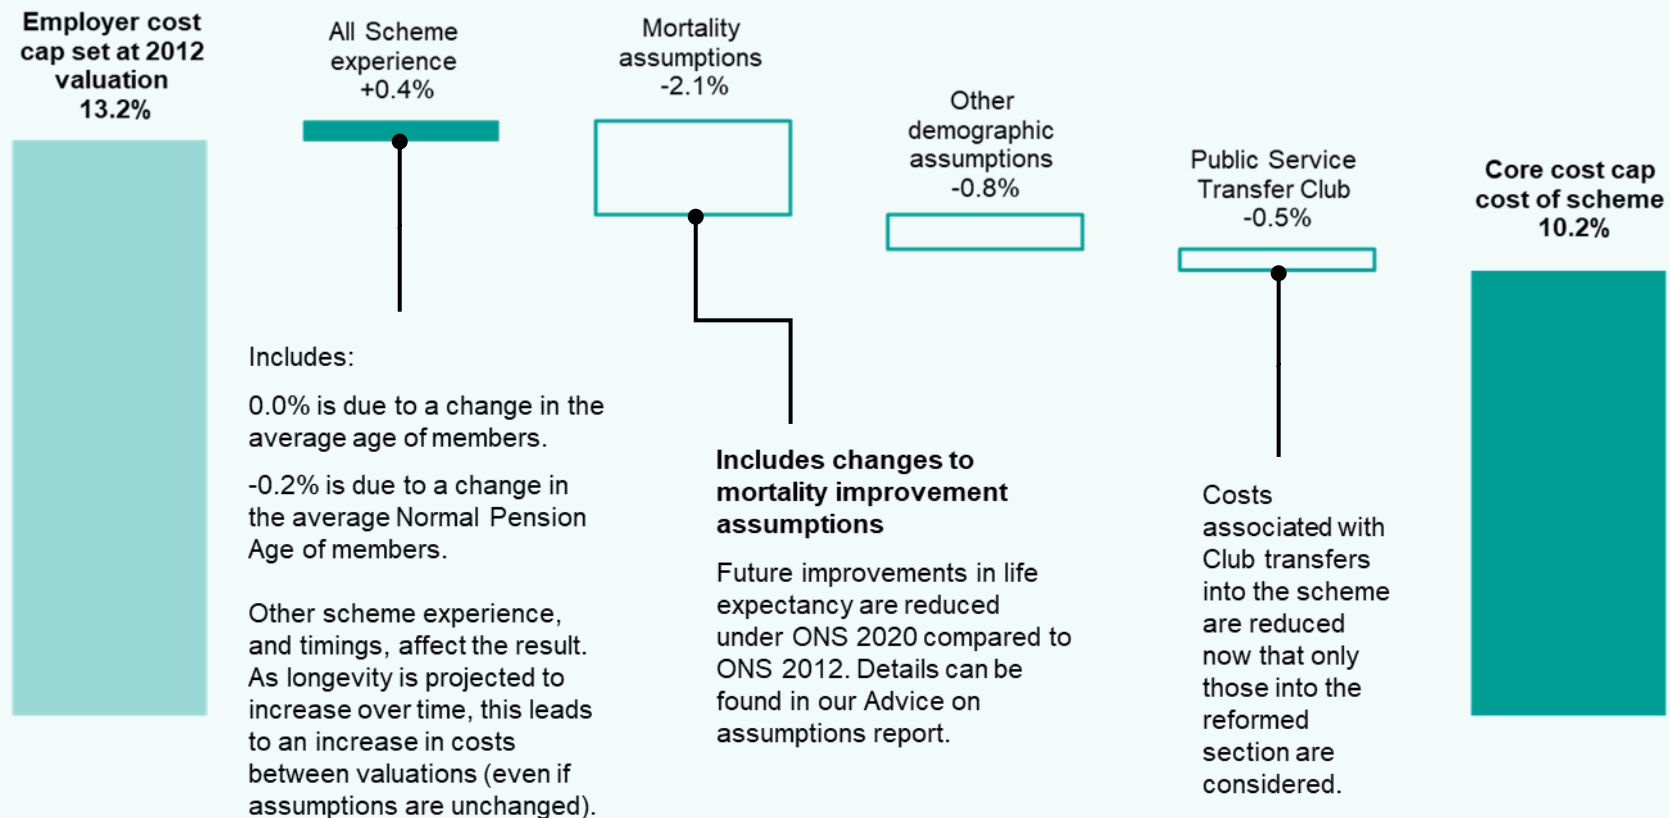 Employer cost
cap set at 2012
valuation
13.2%
All Scheme
experience
+0.4%
Mortality
assumptions
-2.1%
Other
demographic
assumptions
-0.8%
Public Service
Transfer Club
-0.5%
Core cost cap
cost of scheme
10.2%
Includes:
0.0% is due to a change in the
average age of members.
-0.2% is due to a change in
the average Normal Pension
Age of members.
Other scheme experience,
and timings, affect the result.
As longevity is projected to
increase over time, this leads
to an increase in costs
between valuations (even if
assumptions are unchanged).
Includes changes to
mortality improvement
assumptions
Future improvements in life
expectancy are reduced
under ONS 2020 compared to
ONS 2012. Details can be
found in our Advice on
assumptions report.
Costs
associated with
Club transfers
into the scheme
are reduced
now that only
those into the
reformed
section are
considered.